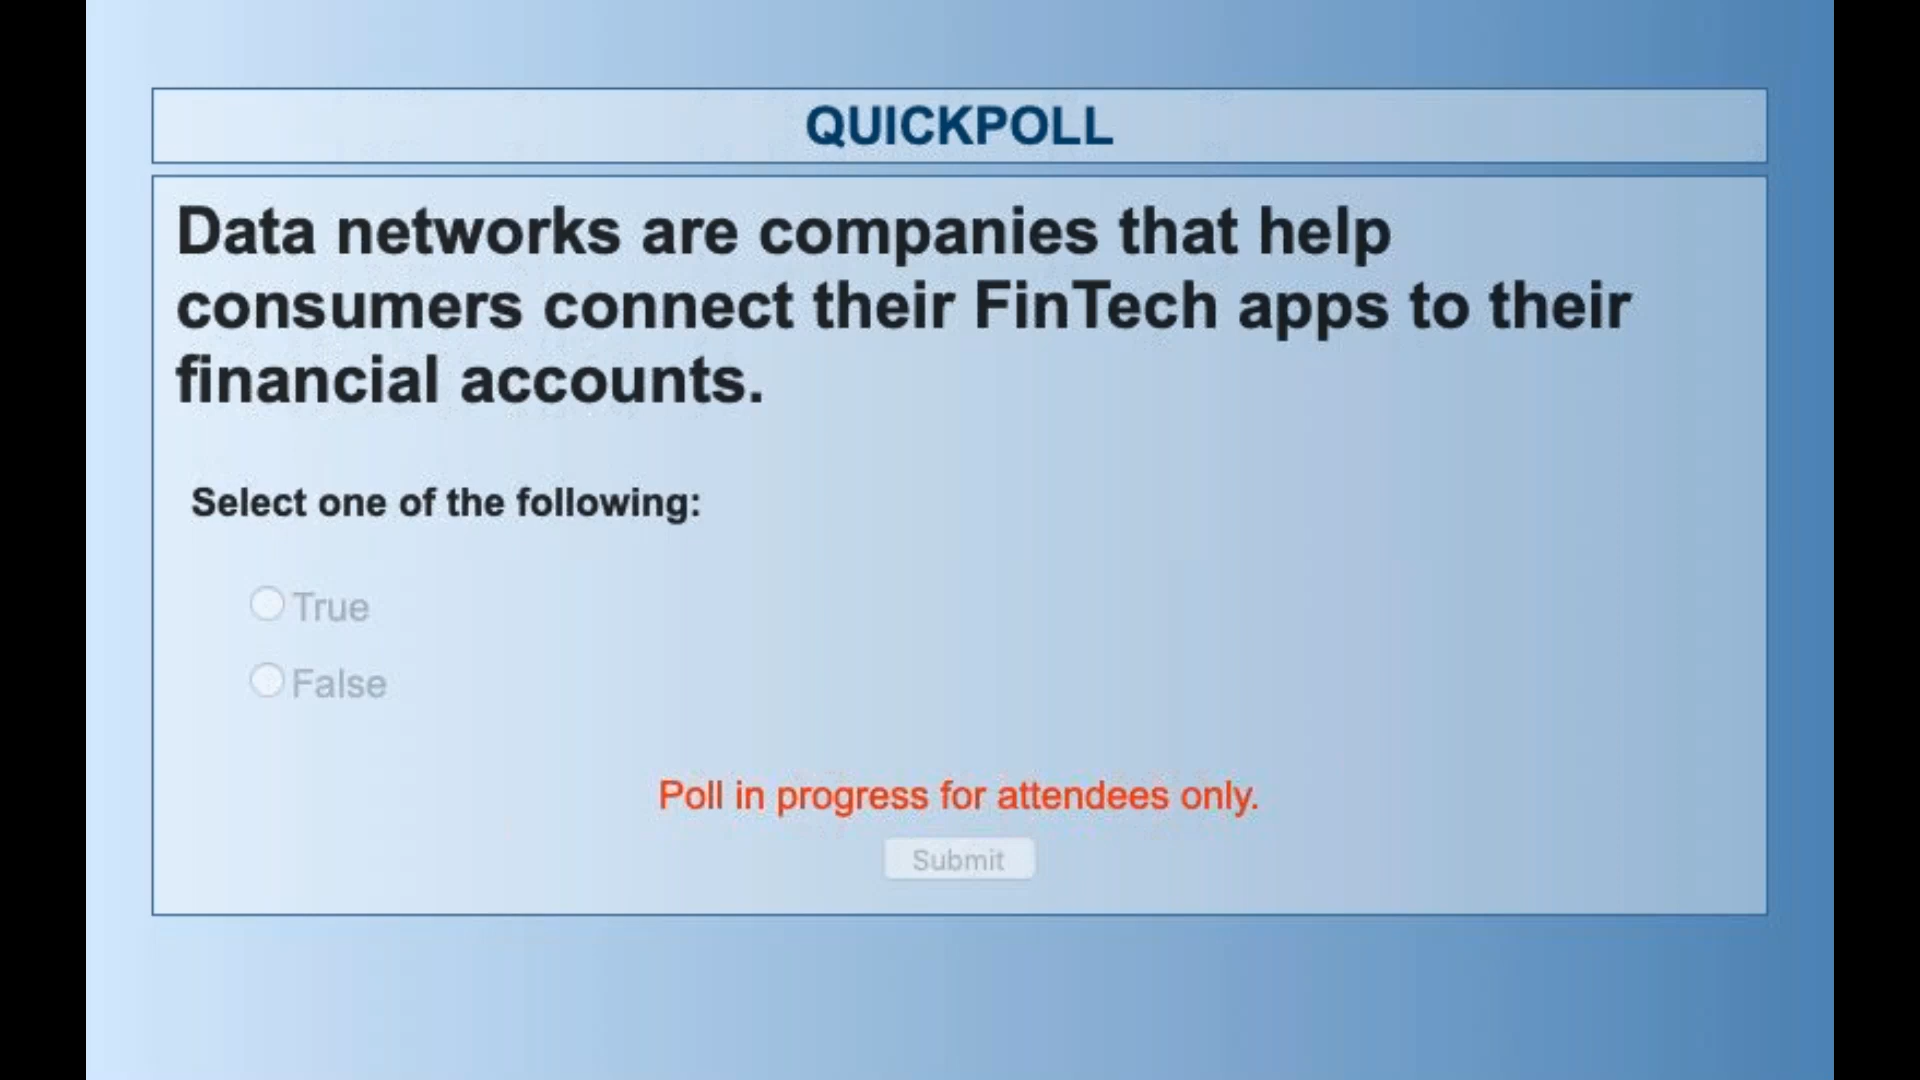 QUICKPOLL
Data networks are companies that help
consumers connect their FinTech apps to their
financial accounts.
Select one of the following:
True
False
Poll in progress for attendees only.
Submit